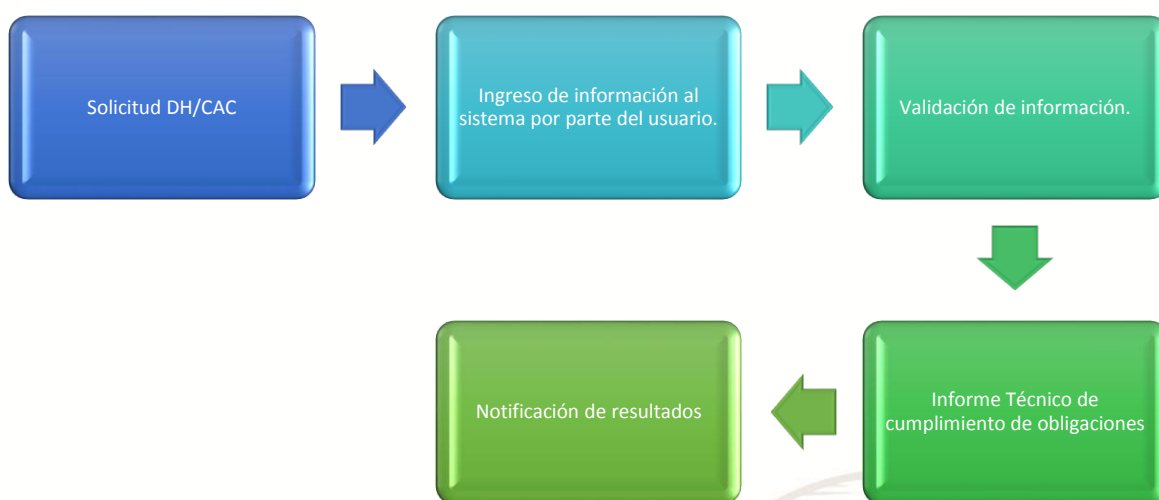 Solicitud DH/CAC
Ingreso de información al
sistema por parte del usuario.
Validación de información.
Informe Técnico de
cumplimiento de obligaciones
Notificación de resultados